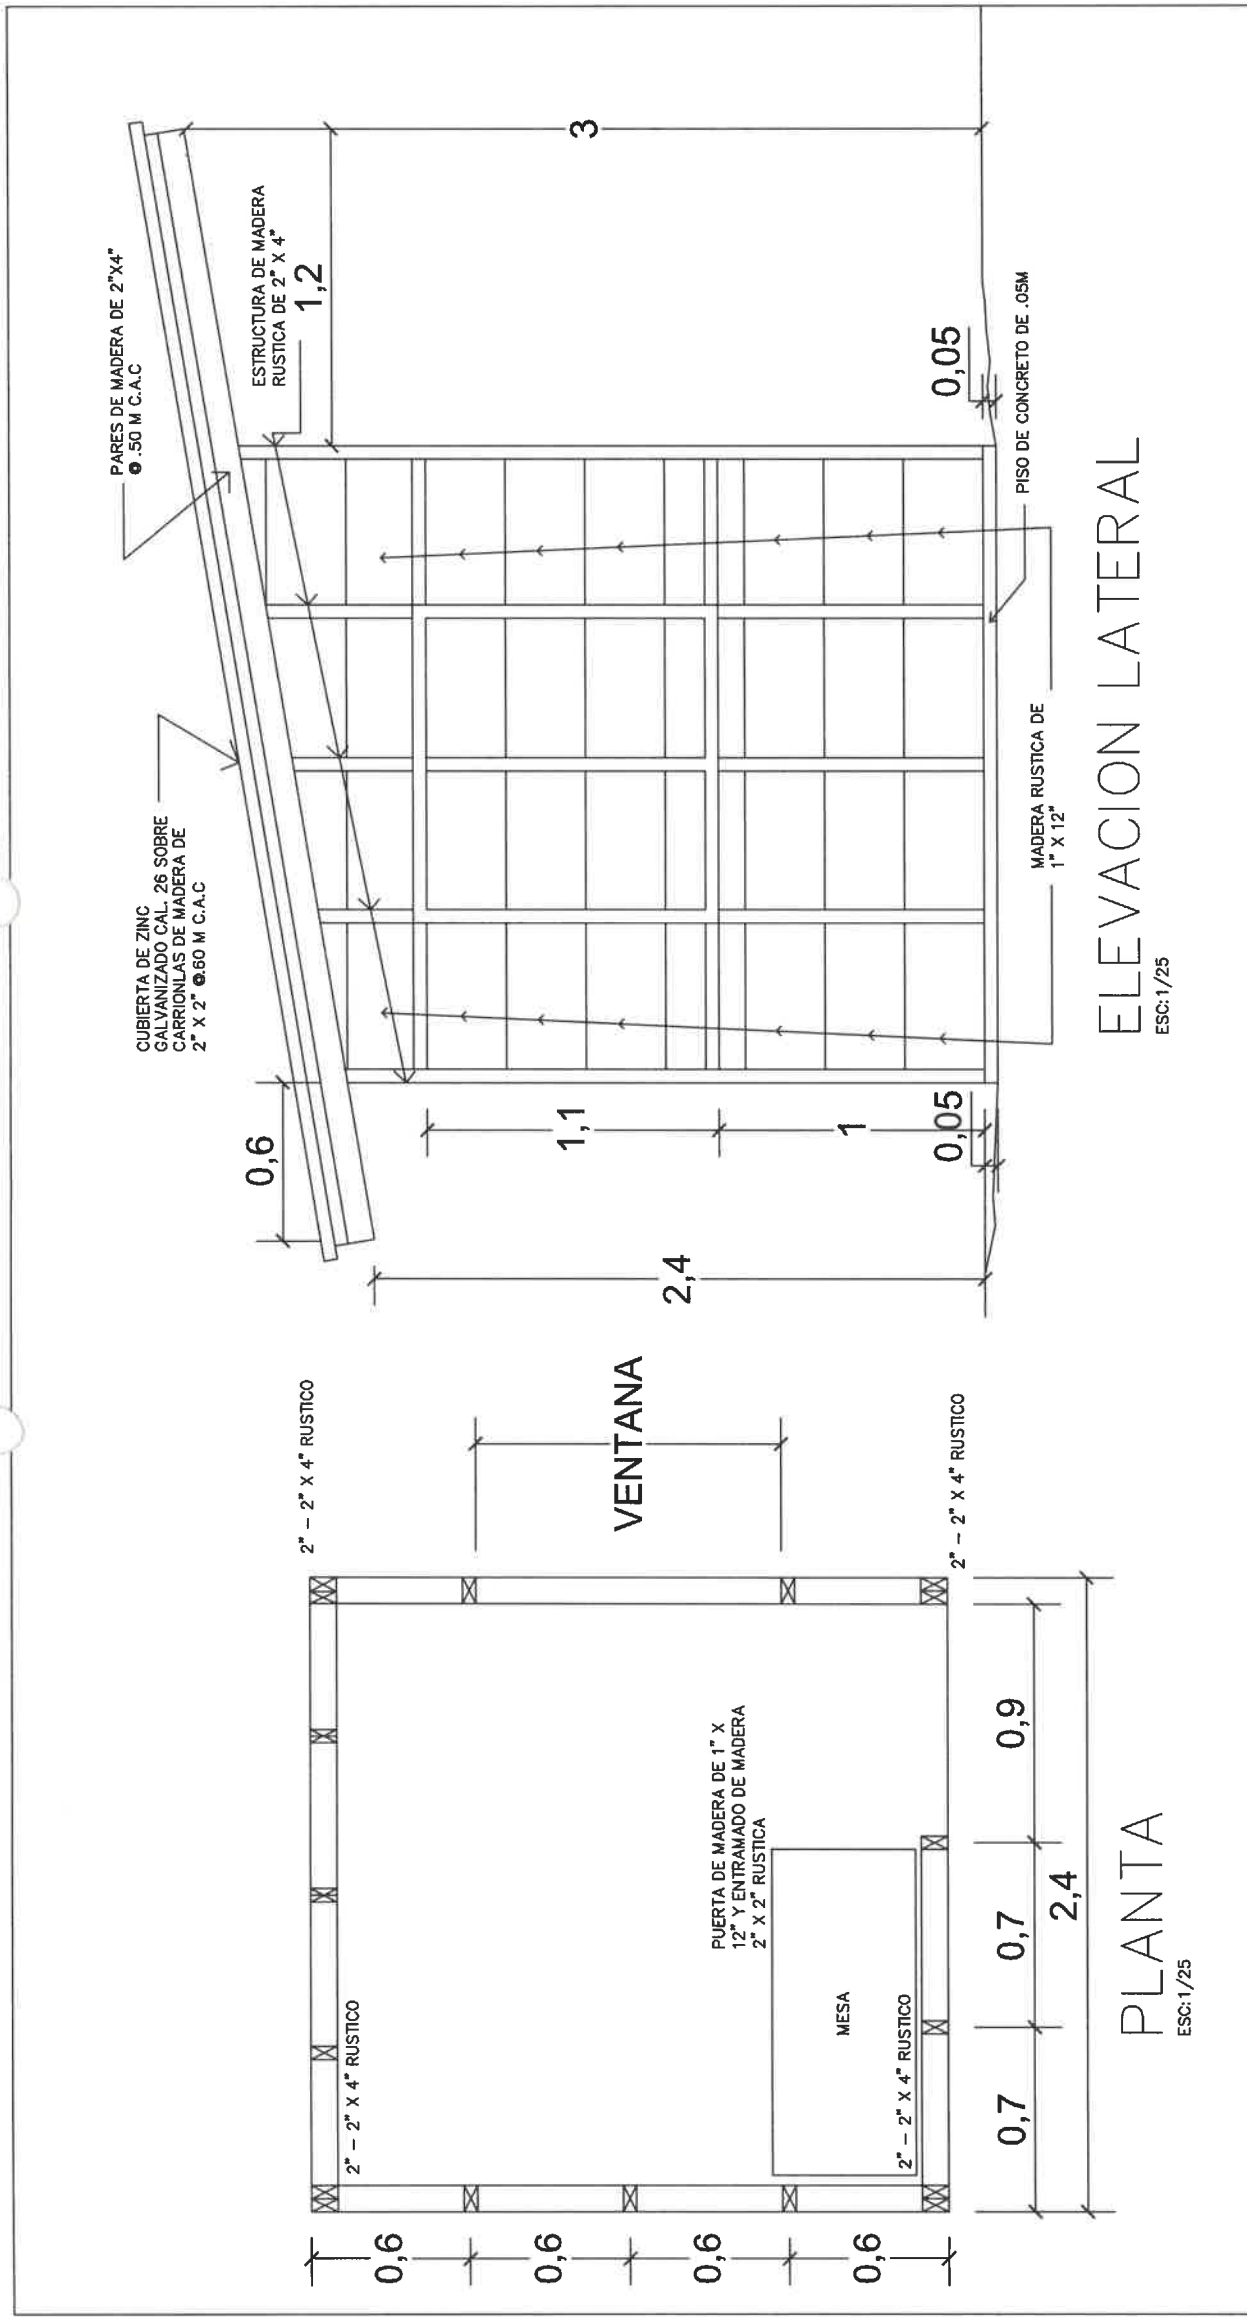 2" – 2" X 4" RUSTICO
2" – 2" X 4" RUSTICO
VENTANA
PUERTA DE MADERA DE 1" X
12" Y ENTRAMADO DE MADERA
2" X 2" RUSTICA
MESA
2" – 2" X 4" RUSTICO
2" – 2" X 4" RUSTICO
0,6
0,6
0,6
0,6
0,7
0,7
0,9
2,4
PLANTA
ESC:1/25
CUBIERTA DE ZINC
GALVANIZADO CAL. 26 SOBRE
CARRIONLAS DE MADERA DE
2" X 2" @.60 M C.A.C
PARES DE MADERA DE 2"X4"
@ .50 M C.A.C
ESTRUCTURA DE MADERA
RUSTICA DE 2" X 4"
0,6
1,2
3
2,4
1,1
1
0,05
0,05
MADERA RUSTICA DE
1" X 12"
PISO DE CONCRETO DE .05M
ELEVACION LATERAL
ESC:1/25